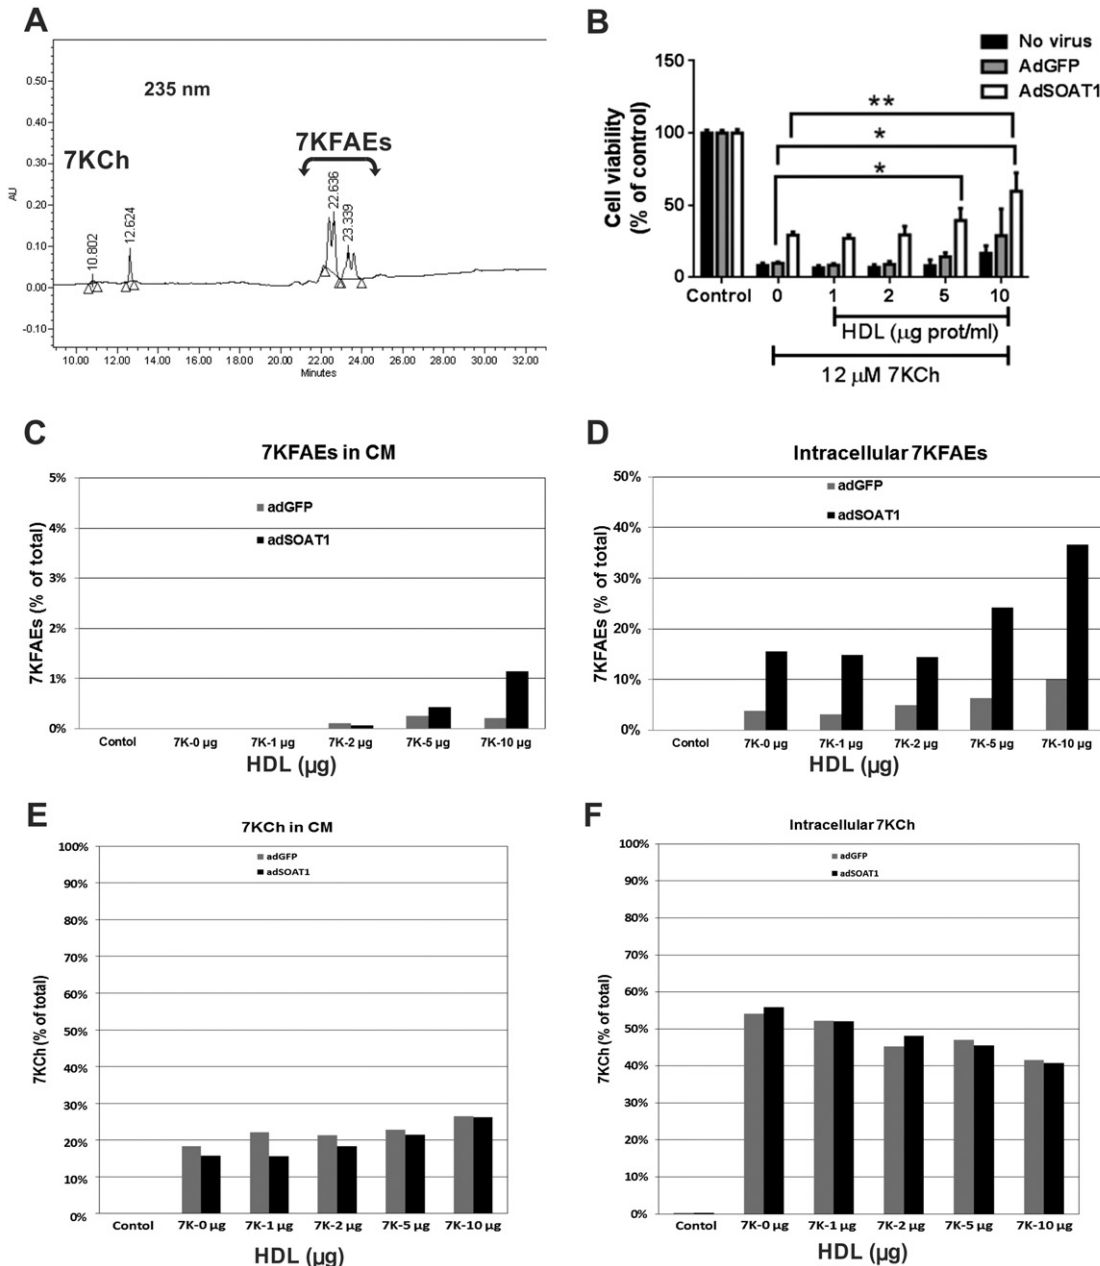 A
235 nm
7KCh
7KFAEs
10.802
12.624
22.636
23.339
AU
0.50
0.40
0.30
0.20
0.10
0.00
-0.10
10.00 12.00 14.00 16.00 18.00 20.00 22.00 24.00 26.00 28.00 30.00 32.00
Minutes
B
No virus
AdGFP
AdSOAT1
Cell viability
(% of control)
150
100
50
0
**
*
*
Control 0 1 2 5 10
HDL (µg prot/ml)
12 µM 7KCh
C
7KFAEs in CM
adGFP
adSOAT1
7KFAEs (% of total)
5%
4%
3%
2%
1%
0%
Contol 7K-0 µg 7K-1 µg 7K-2 µg 7K-5 µg 7K-10 µg
HDL (µg)
D
Intracellular 7KFAEs
adGFP
adSOAT1
7KFAEs (% of total)
50%
40%
30%
20%
10%
0%
Contol 7K-0 µg 7K-1 µg 7K-2 µg 7K-5 µg 7K-10 µg
HDL (µg)
E
7KCh in CM
adGFP
adSOAT1
7KCh (% of total)
100%
90%
80%
70%
60%
50%
40%
30%
20%
10%
0%
Contol 7K-0 µg 7K-1 µg 7K-2 µg 7K-5 µg 7K-10 µg
HDL (µg)
F
Intracellular 7KCh
adGFP
adSOAT1
7KCh (% of total)
100%
90%
80%
70%
60%
50%
40%
30%
20%
10%
0%
Contol 7K-0 µg 7K-1 µg 7K-2 µg 7K-5 µg 7K-10 µg
HDL (µg)